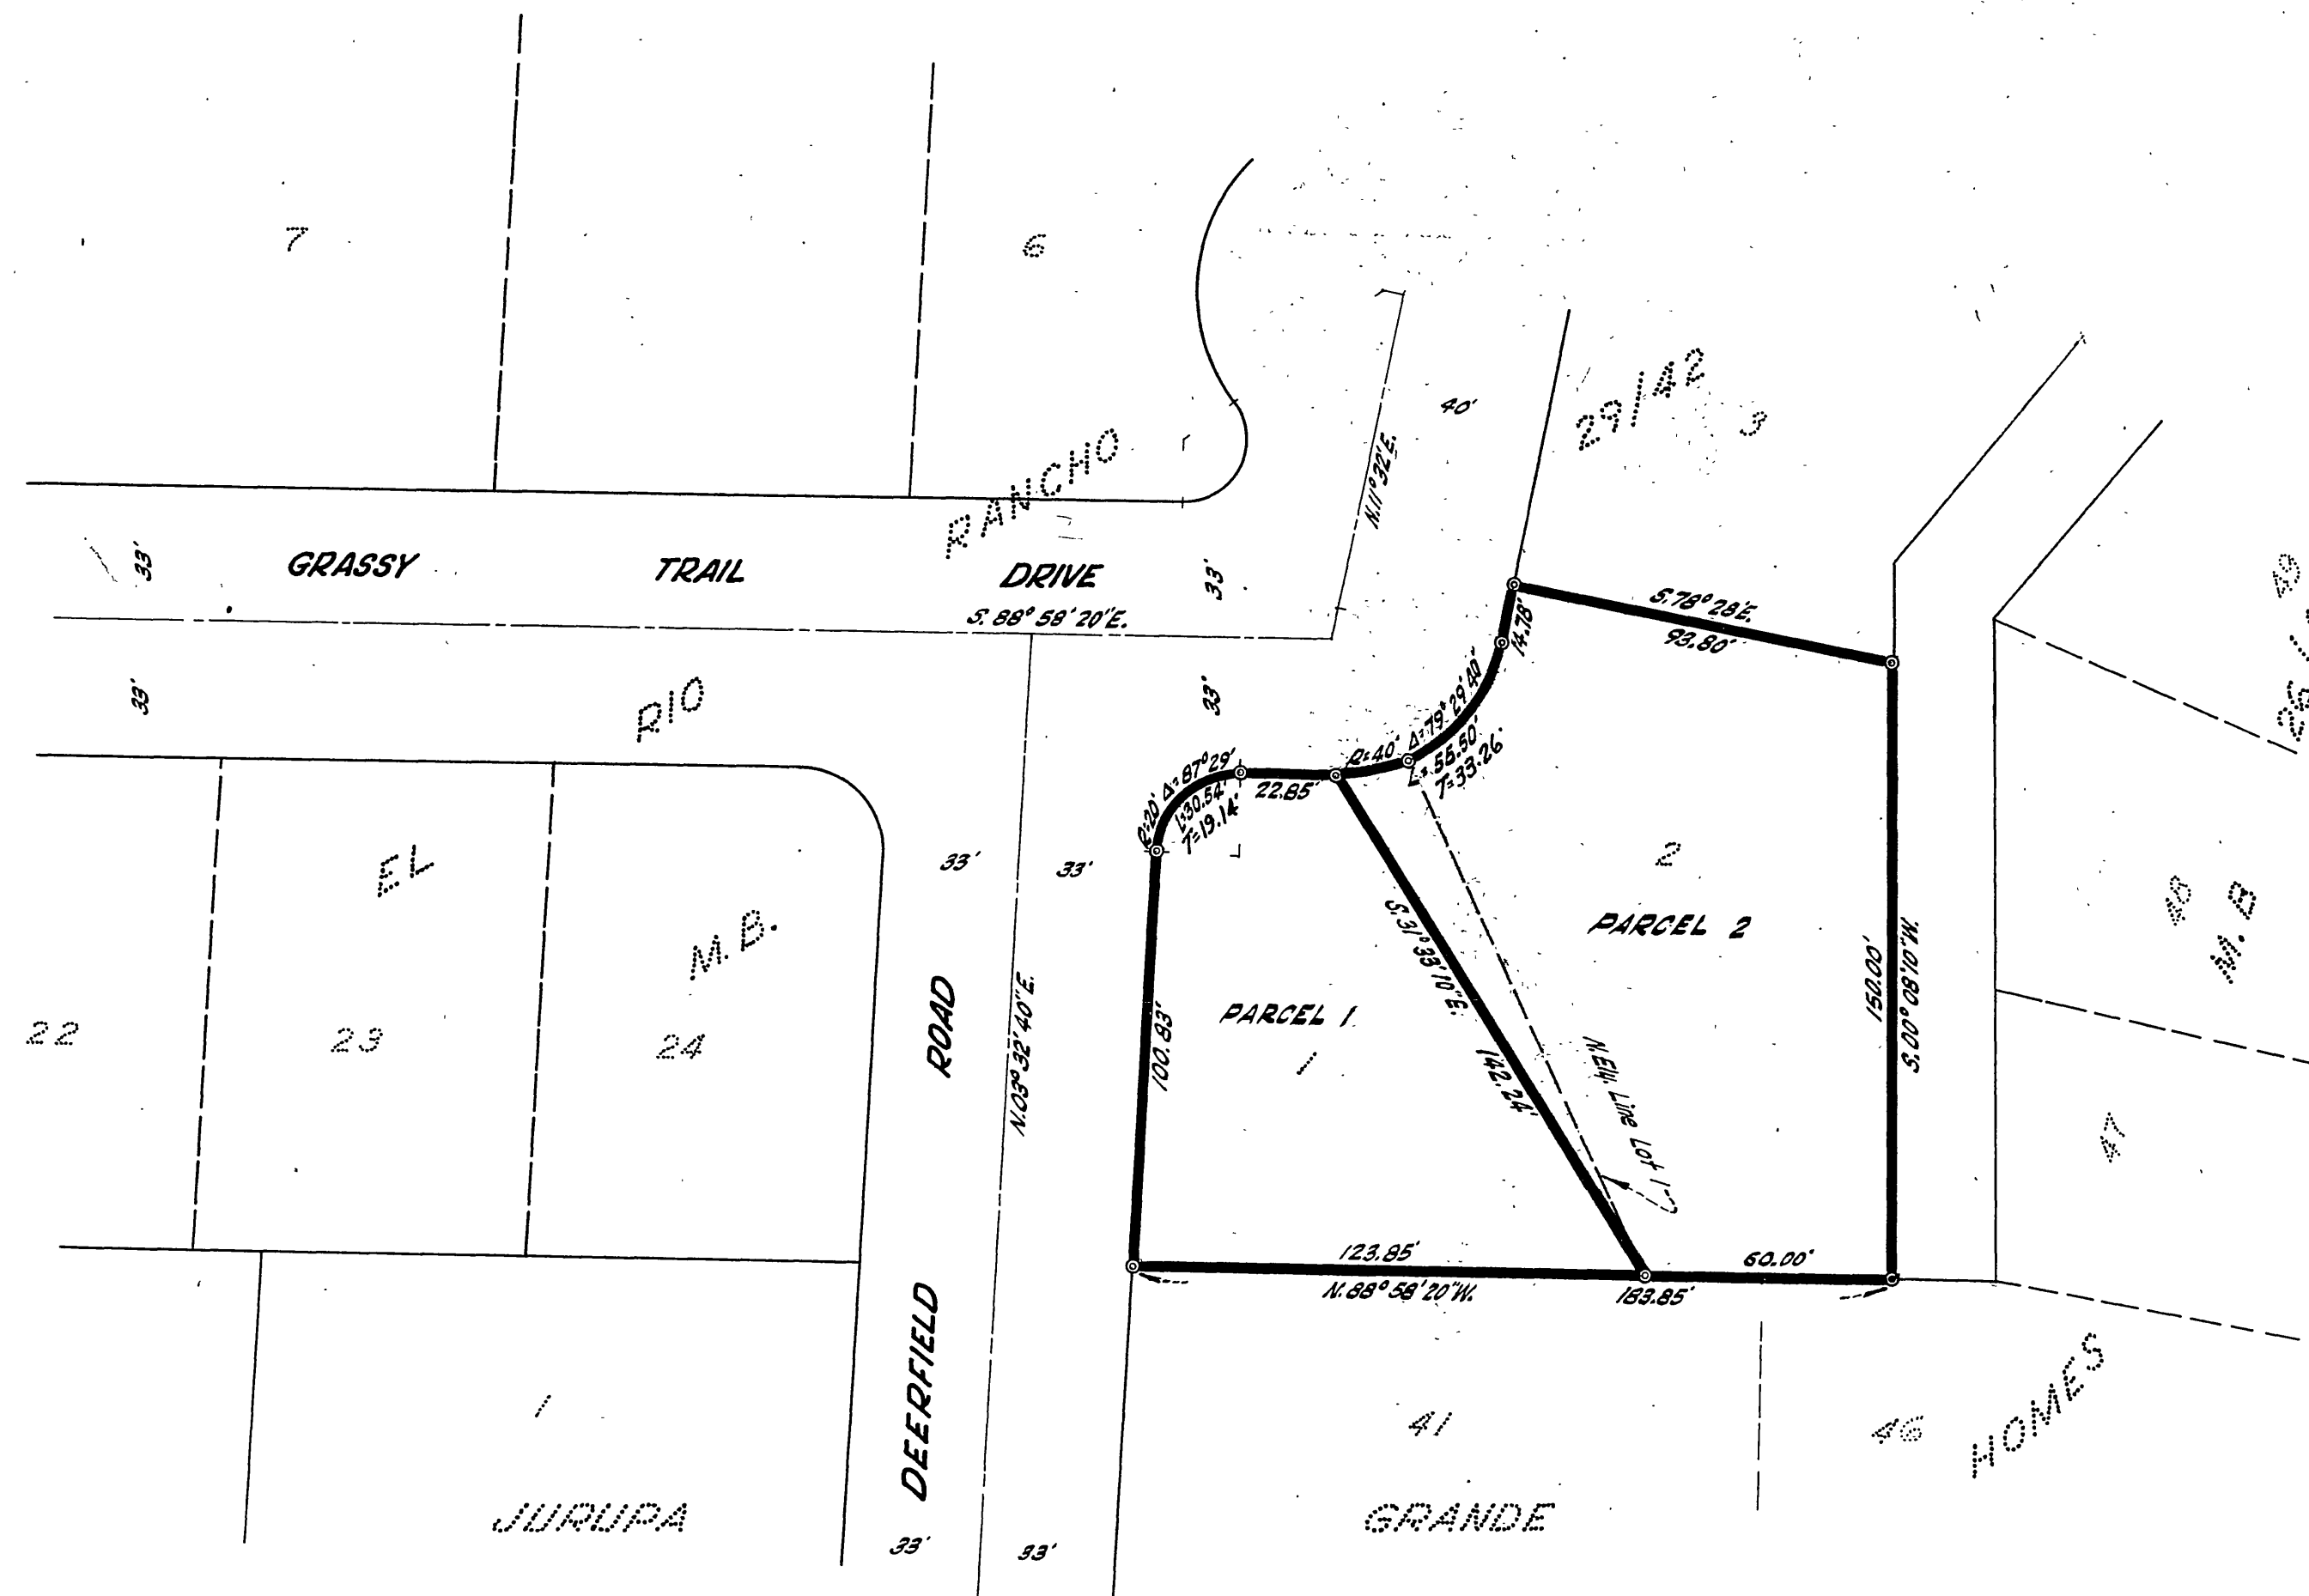 7
6
RANCHO
40'
N.11°32'E.
29/42
3
33'
GRASSY TRAIL DRIVE
33'
S. 88° 58' 20"E.
S.78° 28'E.
93.80'
14.78'
33'
RIO
33'
R=20' Δ=87°29'
L=30.54'
T=19.14'
22.85'
R=40' Δ=79°29'40"
L=55.50'
T=33.26'
49
EL
M.B.
33'
33'
2
PARCEL 2
48
M.B
22
23
24
ROAD
N.03° 32' 40"E.
100.83'
PARCEL 1
1
S. 31° 33' 10"E.
142.24'
N.Ely. Line Lot 1
150.00'
S.00° 08'10"W.
47
123.85'
N. 88° 58' 20"W.
60.00'
183.85'
DEERFIELD
1
41
46
HOMES
JURUPA
GRANDE
33'
33'